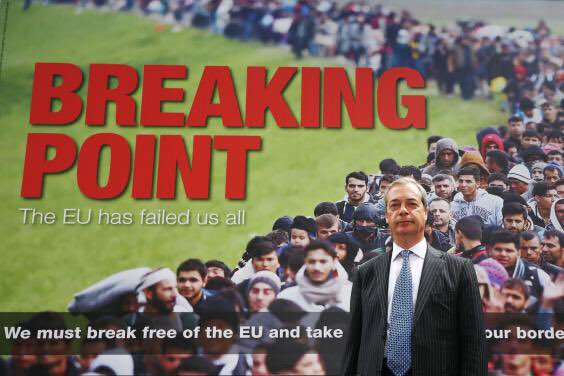 BREAKING
POINT
The EU has failed us all
We must break free of the EU and take our borde